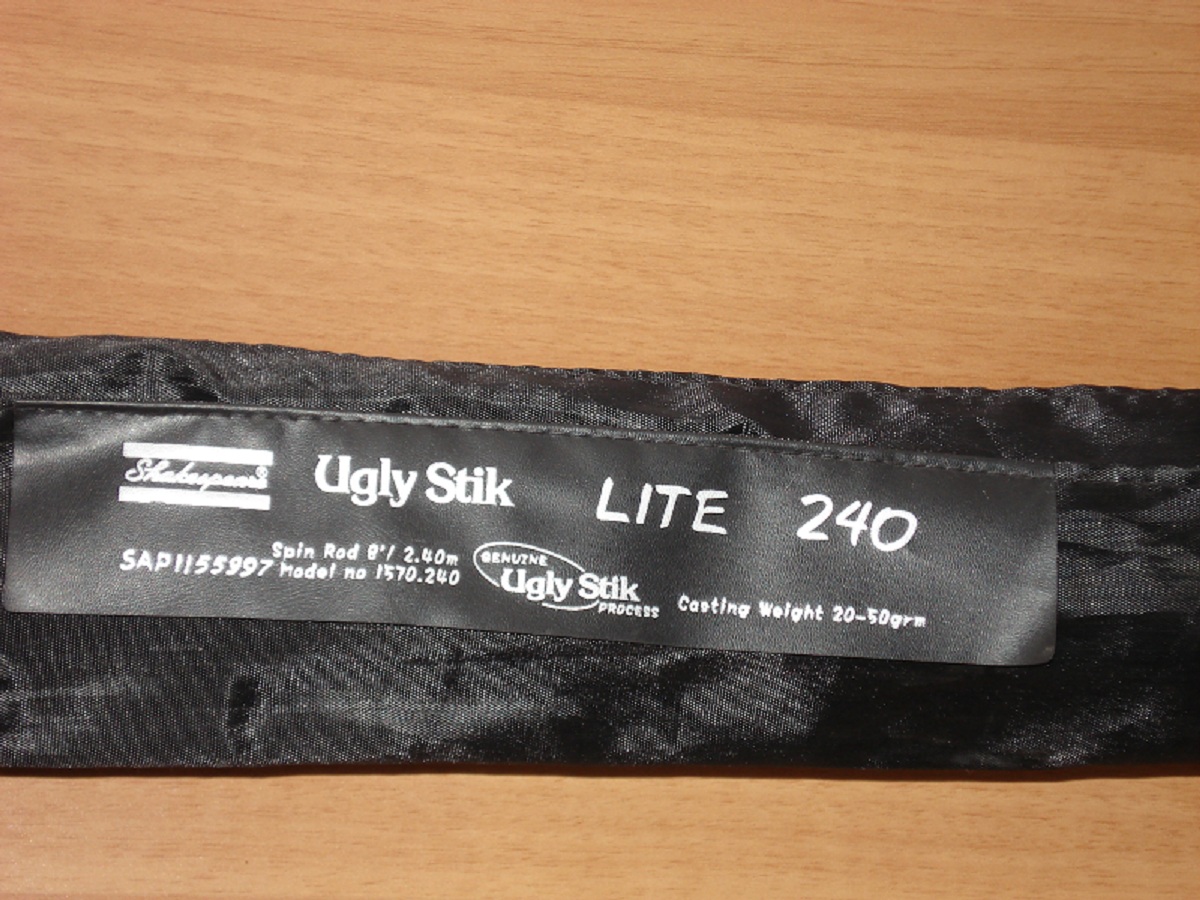 Shakespeare®
Ugly Stik LITE 240
SAP1155997
Spin Rod 8'/ 2.40m
Model no 1570.240
GENUINE
Ugly Stik
PROCESS
Casting Weight 20-50grm